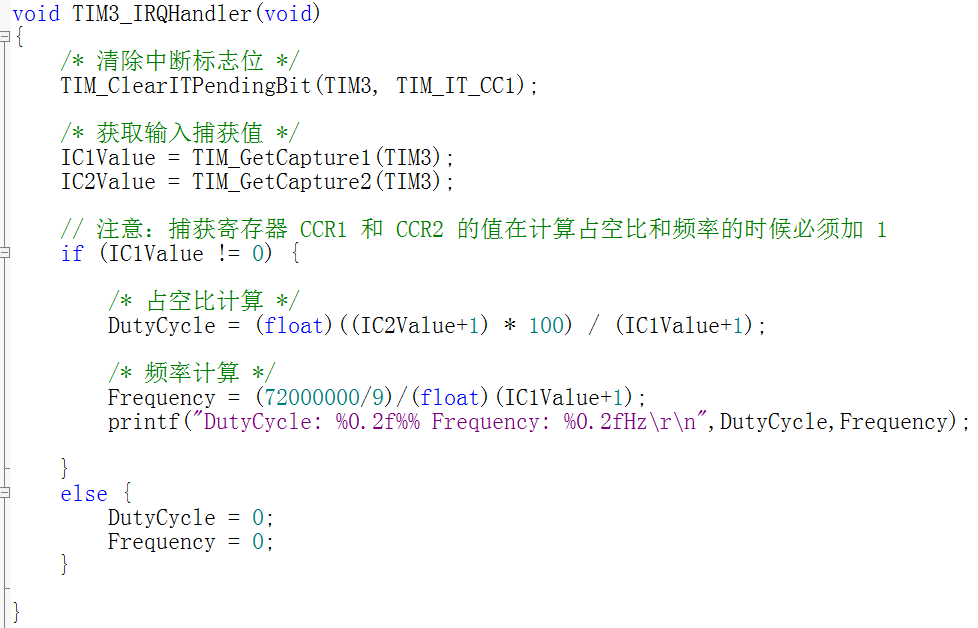 void TIM3_IRQHandler(void)
{
/* 清除中断标志位 */
TIM_ClearITPendingBit(TIM3, TIM_IT_CC1);
/* 获取输入捕获值 */
IC1Value = TIM_GetCapture1(TIM3);
IC2Value = TIM_GetCapture2(TIM3);
// 注意：捕获寄存器 CCR1 和 CCR2 的值在计算占空比和频率的时候必须加 1
if (IC1Value != 0) {
/* 占空比计算 */
DutyCycle = (float)((IC2Value+1) * 100) / (IC1Value+1);
/* 频率计算 */
Frequency = (72000000/9)/(float)(IC1Value+1);
printf("DutyCycle: %0.2f%% Frequency: %0.2fHz\r\n",DutyCycle,Frequency);
}
else {
DutyCycle = 0;
Frequency = 0;
}
}